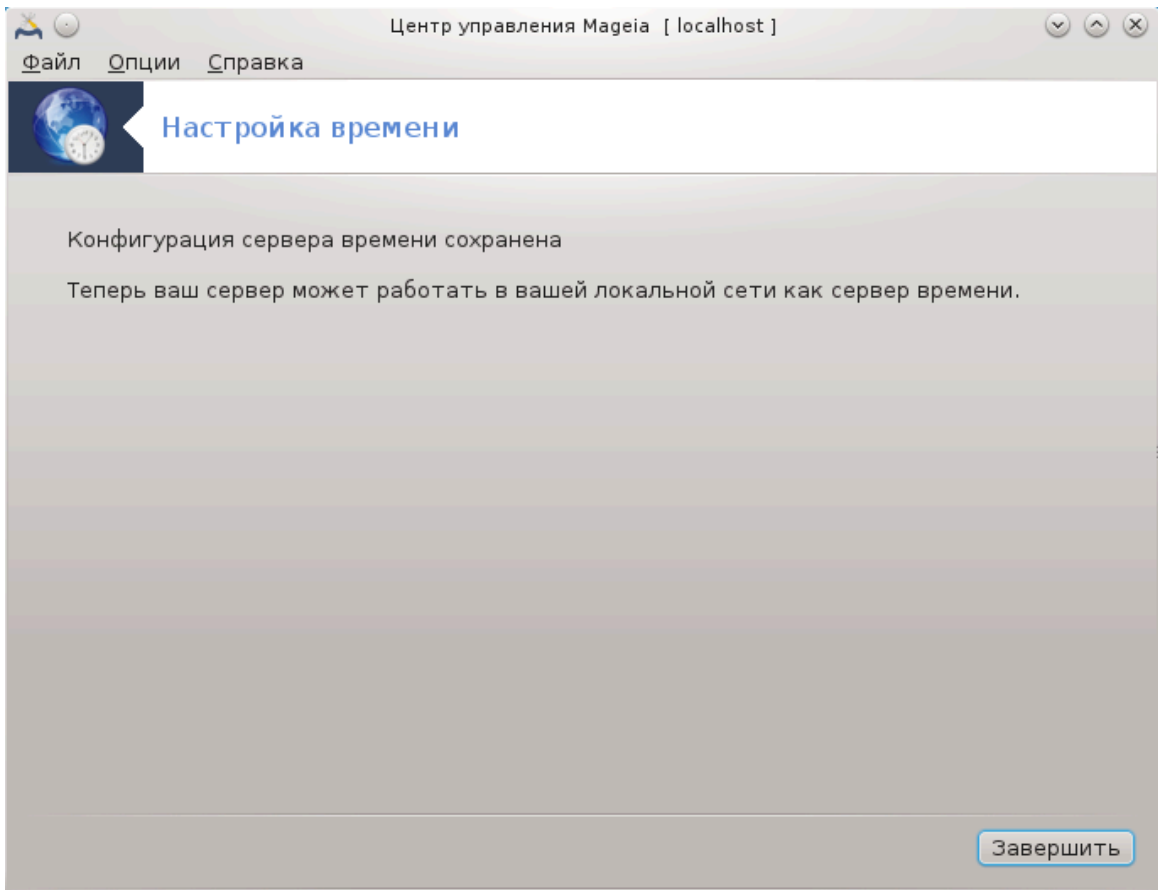 Центр управления Mageia [ localhost ]
Файл Опции Справка
Настройка времени
Конфигурация сервера времени сохранена
Теперь ваш сервер может работать в вашей локальной сети как сервер времени.
Завершить